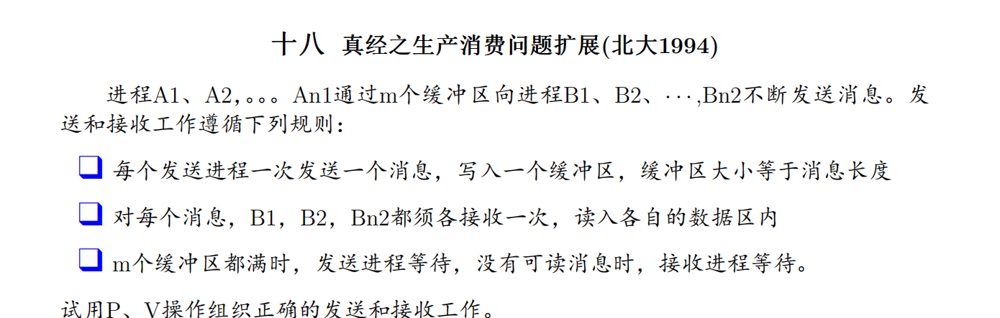 十八 真经之生产消费问题扩展(北大1994)
进程A1、A2,。。。An1通过m个缓冲区向进程B1、B2、···,Bn2不断发送消息。发
送和接收工作遵循下列规则:
每个发送进程一次发送一个消息，写入一个缓冲区，缓冲区大小等于消息长度
对每个消息，B1，B2，Bn2都须各接收一次，读入各自的数据区内
m个缓冲区都满时，发送进程等待，没有可读消息时，接收进程等待。
试用P、V操作组织正确的发送和接收工作。